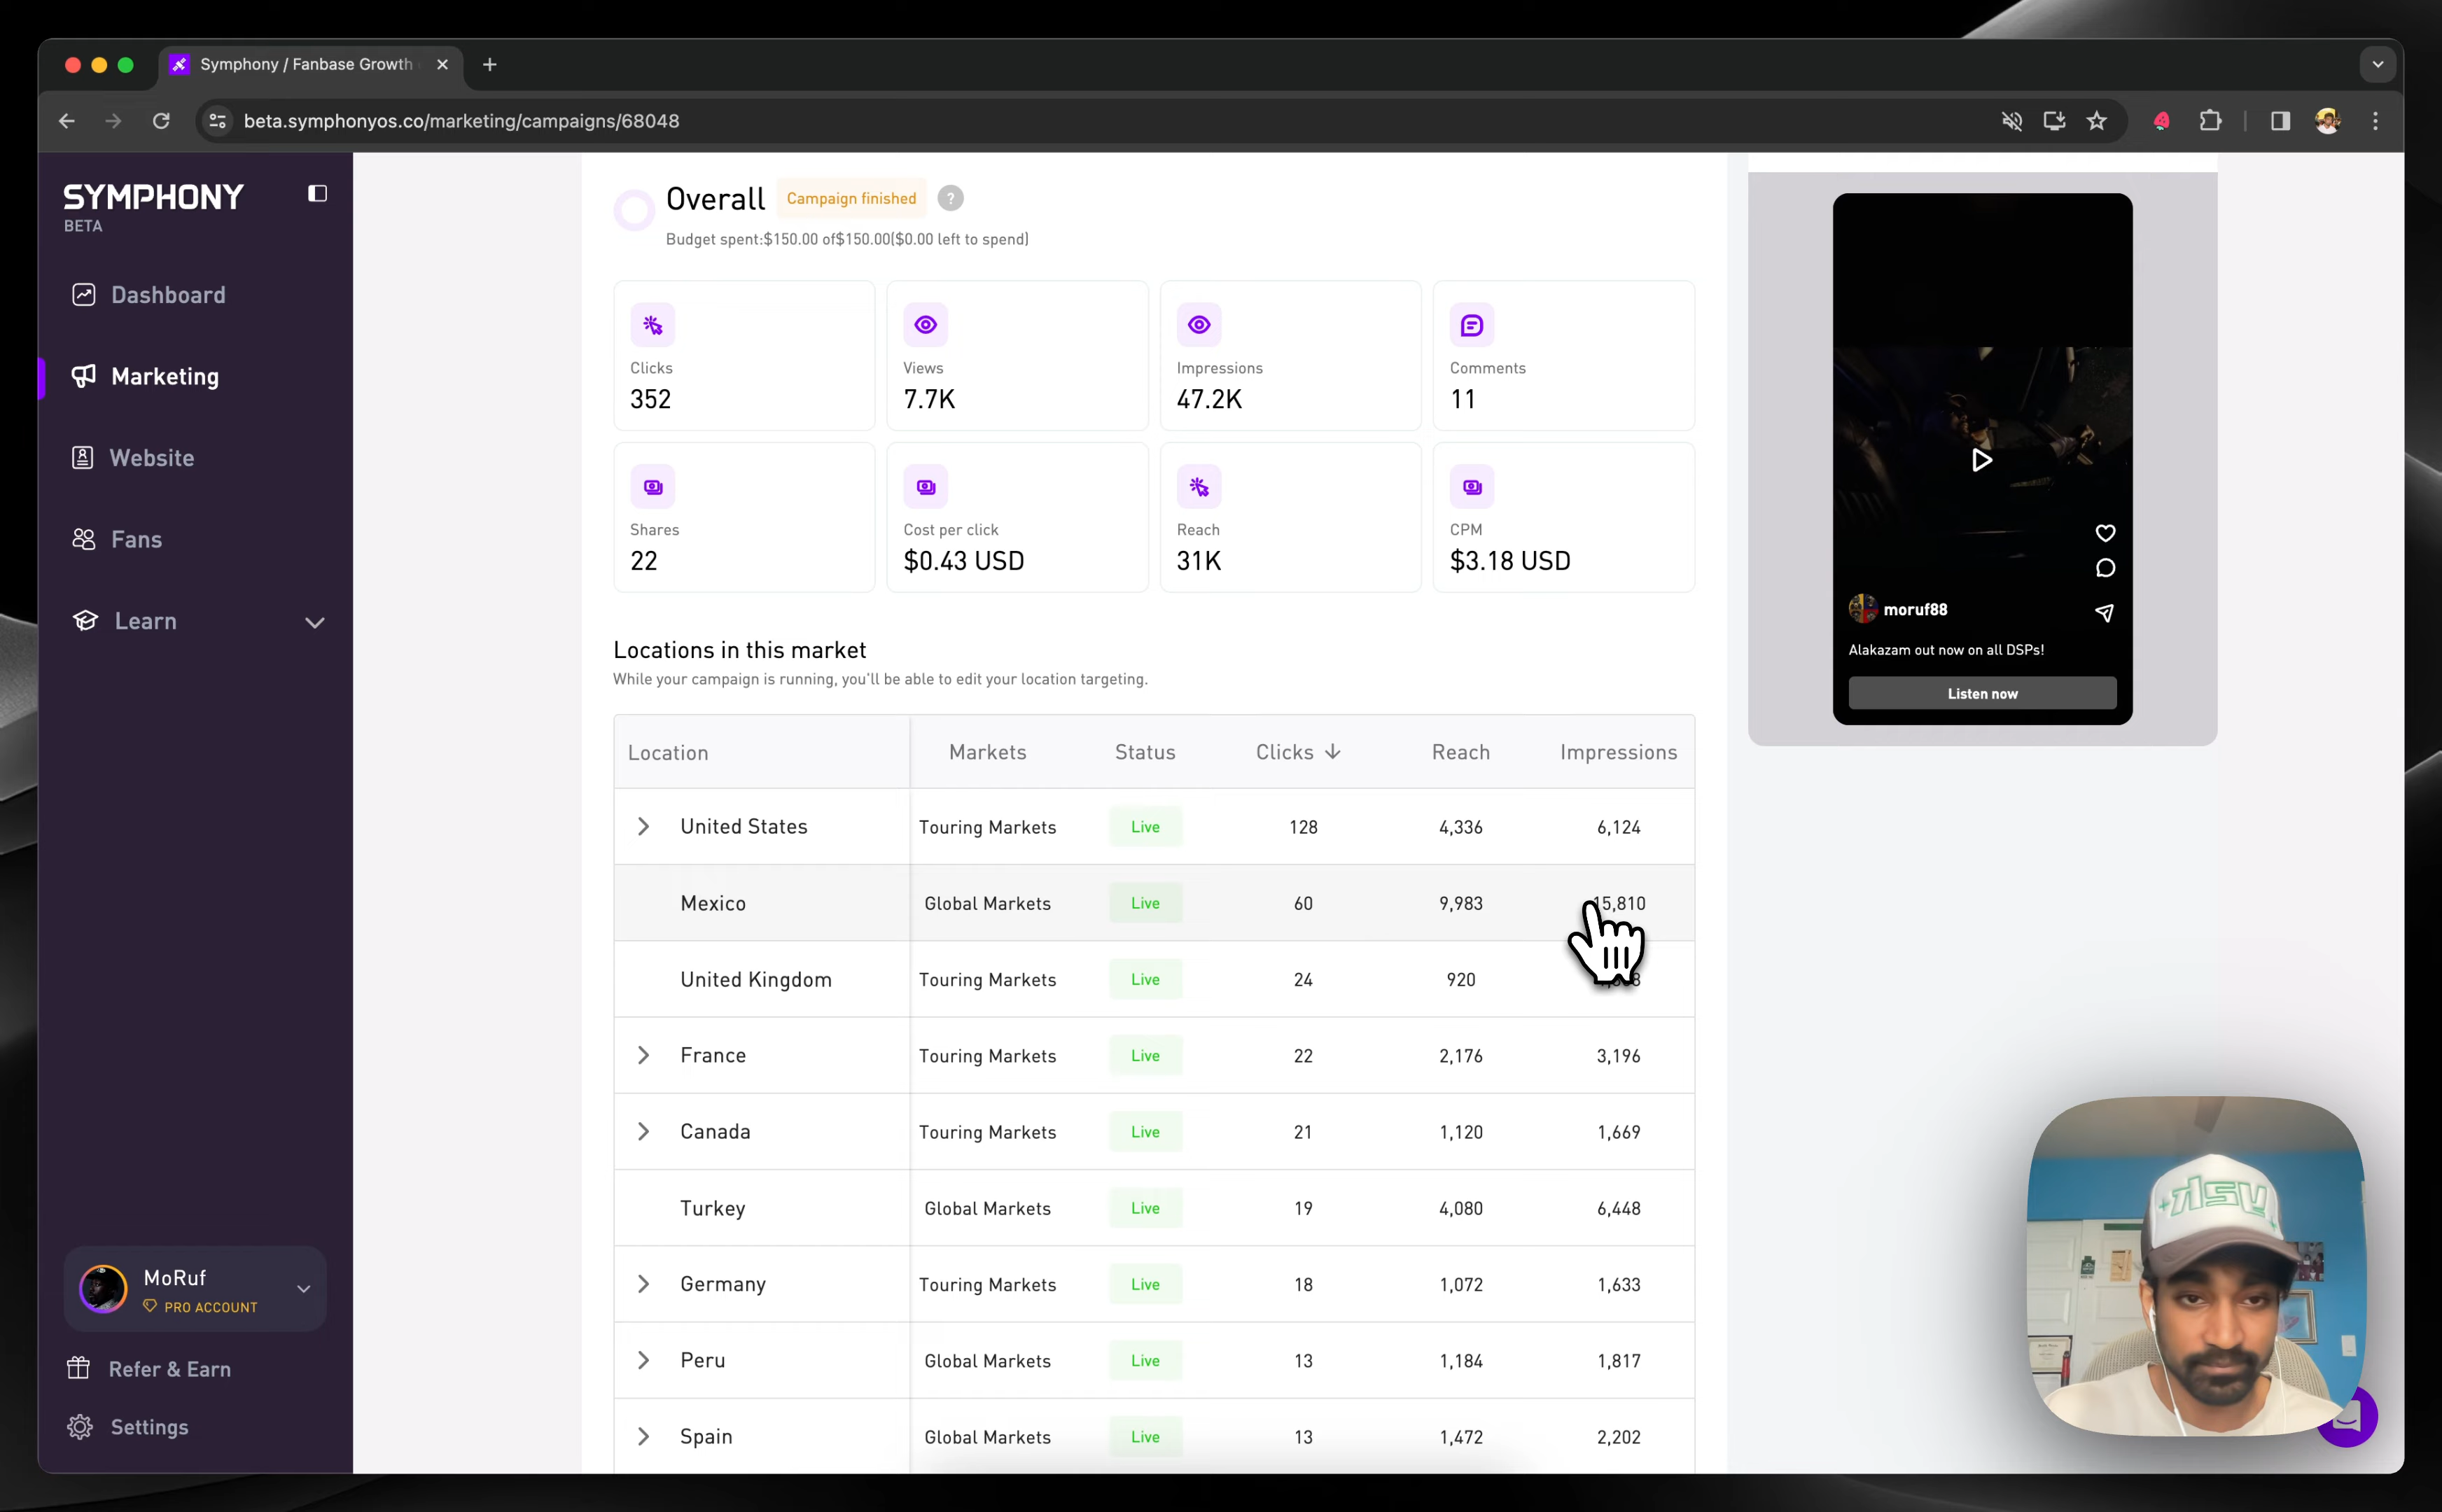 Symphony / Fanbase Growth
beta.symphonyos.co/marketing/campaigns/68048
SYMPHONY
BETA
Dashboard
Marketing
Website
Fans
Learn
MoRuf
PRO ACCOUNT
Refer & Earn
Settings
Overall Campaign finished ?
Budget spent:$150.00 of$150.00($0.00 left to spend)
Clicks
352
Views
7.7K
Impressions
47.2K
Comments
11
Shares
22
Cost per click
$0.43 USD
Reach
31K
CPM
$3.18 USD
Locations in this market
While your campaign is running, you'll be able to edit your location targeting.
Location Markets Status Clicks Reach Impressions
United States Touring Markets Live 128 4,336 6,124
Mexico Global Markets Live 60 9,983 15,810
United Kingdom Touring Markets Live 24 920
France Touring Markets Live 22 2,176 3,196
Canada Touring Markets Live 21 1,120 1,669
Turkey Global Markets Live 19 4,080 6,448
Germany Touring Markets Live 18 1,072 1,633
Peru Global Markets Live 13 1,184 1,817
Spain Global Markets Live 13 1,472 2,202
moruf88
Alakazam out now on all DSPs!
Listen now